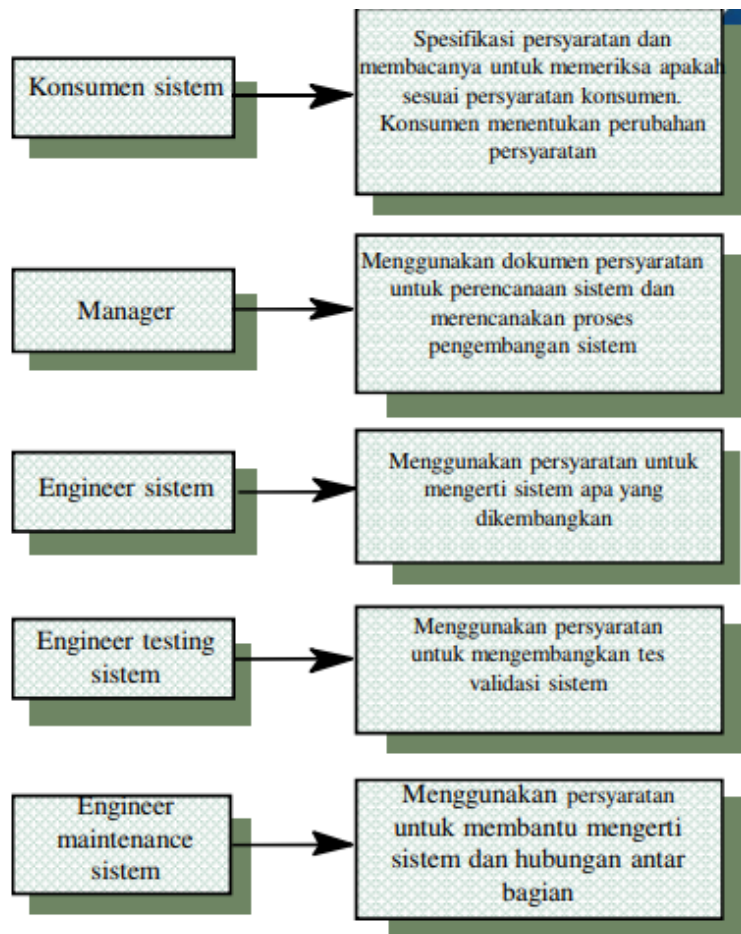 Konsumen sistem
Spesifikasi persyaratan dan
membacanya untuk memeriksa apakah
sesuai persyaratan konsumen.
Konsumen menentukan perubahan
persyaratan
Manager
Menggunakan dokumen persyaratan
untuk perencanaan sistem dan
merencanakan proses
pengembangan sistem
Engineer sistem
Menggunakan persyaratan untuk
mengerti sistem apa yang
dikembangkan
Engineer testing
sistem
Menggunakan persyaratan
untuk mengembangkan tes
validasi sistem
Engineer
maintenance
sistem
Menggunakan persyaratan
untuk membantu mengerti
sistem dan hubungan antar
bagian